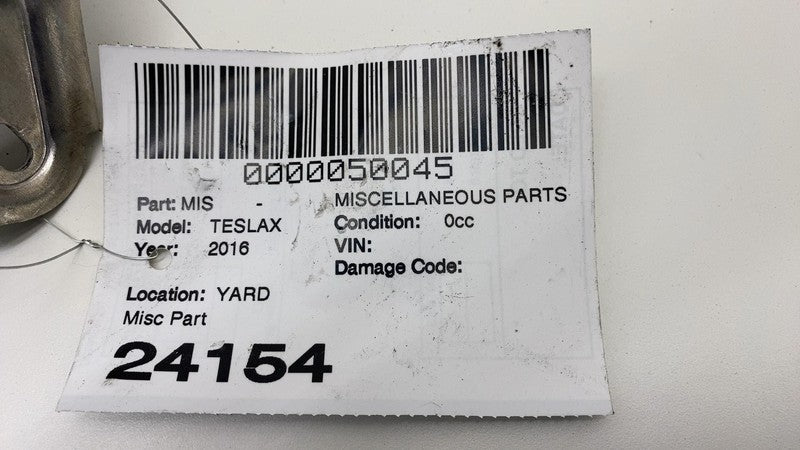 0000050045
Part: MIS - MISCELLANEOUS PARTS
Model: TESLAX Condition: 0cc
Year: 2016 VIN:
Damage Code:
Location: YARD
Misc Part
24154